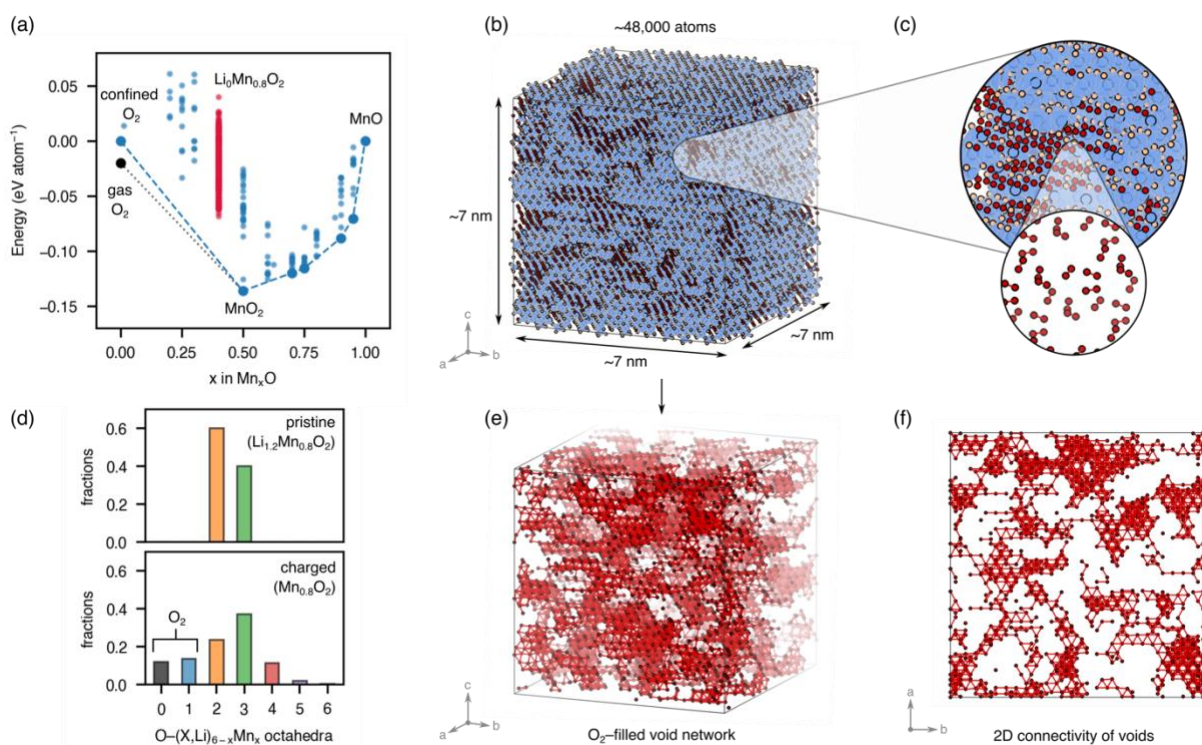 (a)
0.05
0.00
−0.05
−0.10
−0.15
Energy (eV atom⁻¹)
confined
O₂
gas
O₂
Li₀Mn₀.₈O₂
MnO
MnO₂
0.00 0.25 0.50 0.75 1.00
x in MnₓO
(b)
~48,000 atoms
~7 nm
~7 nm
~7 nm
c
a b
(c)
(d)
pristine
(Li₁.₂Mn₀.₈O₂)
0.6
0.4
0.2
0.0
fractions
charged
(Mn₀.₈O₂)
O₂
0.6
0.4
0.2
0.0
fractions
0 1 2 3 4 5 6
O–(X,Li)₆₋ₓMnₓ octahedra
(e)
c
a b
O₂–filled void network
(f)
a
b
2D connectivity of voids